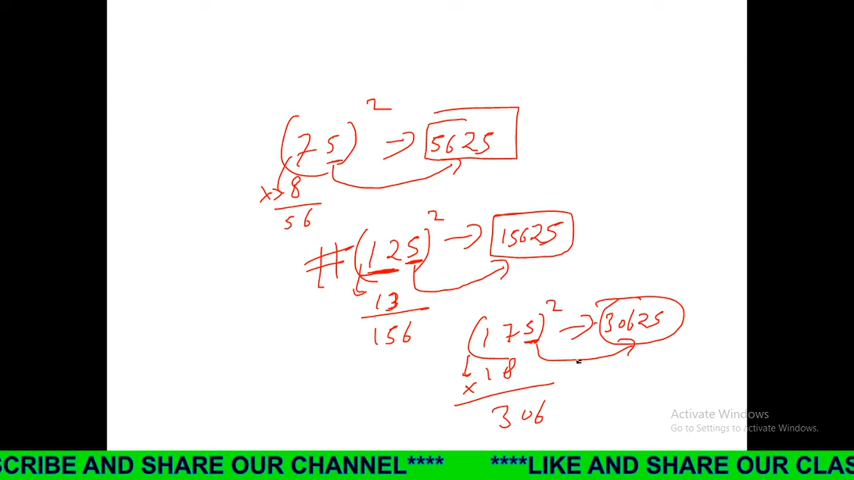 (75)² → 5625
× 8
56
# (125)² → 15625
13
156
(175)² → 30625
× 18
306
Activate Windows
Go to Settings to activate Windows.
SCRIBE AND SHARE OUR CHANNEL**** ****LIKE AND SHARE OUR CLAS